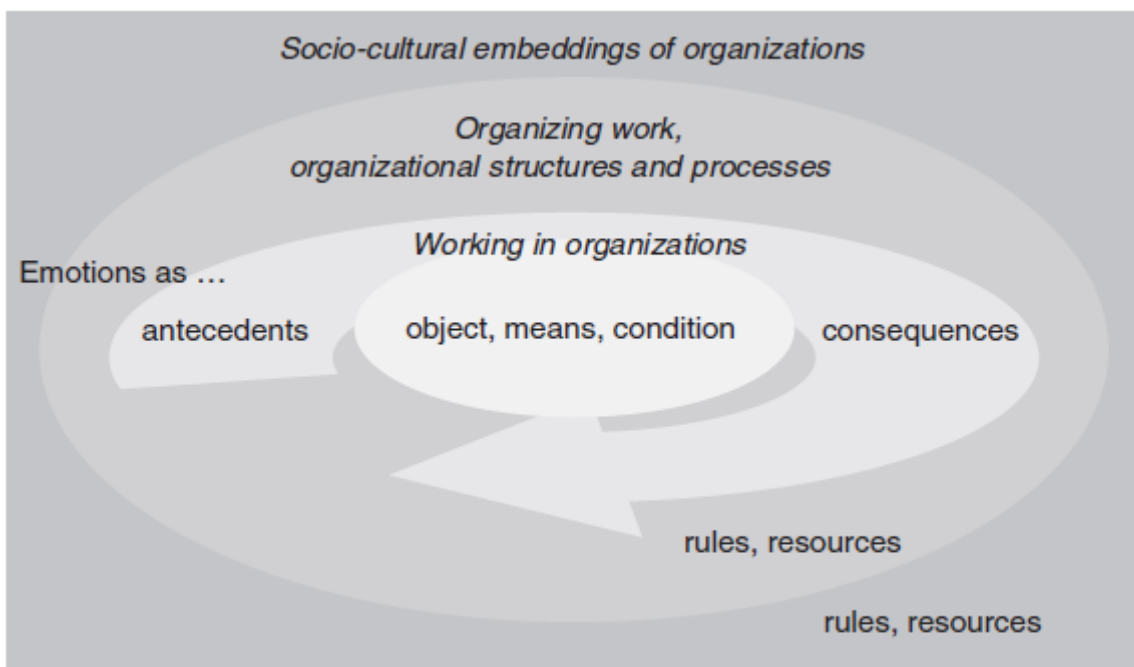 Socio-cultural embeddings of organizations
Organizing work,
organizational structures and processes
Working in organizations
Emotions as …
antecedents
object, means, condition
consequences
rules, resources
rules, resources